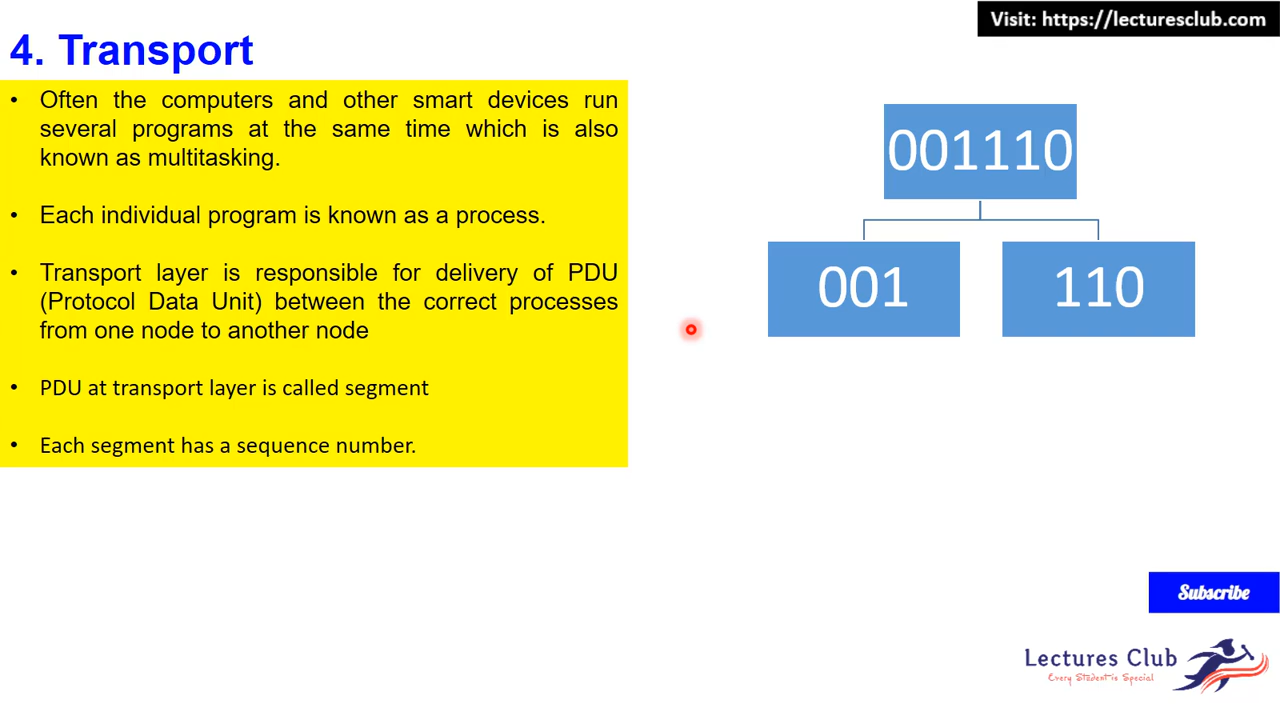 Visit: https://lecturesclub.com
4. Transport
• Often the computers and other smart devices run
several programs at the same time which is also
known as multitasking.
• Each individual program is known as a process.
• Transport layer is responsible for delivery of PDU
(Protocol Data Unit) between the correct processes
from one node to another node
• PDU at transport layer is called segment
• Each segment has a sequence number.
001110
001
110
Subscribe
Lectures Club
Every Student is Special